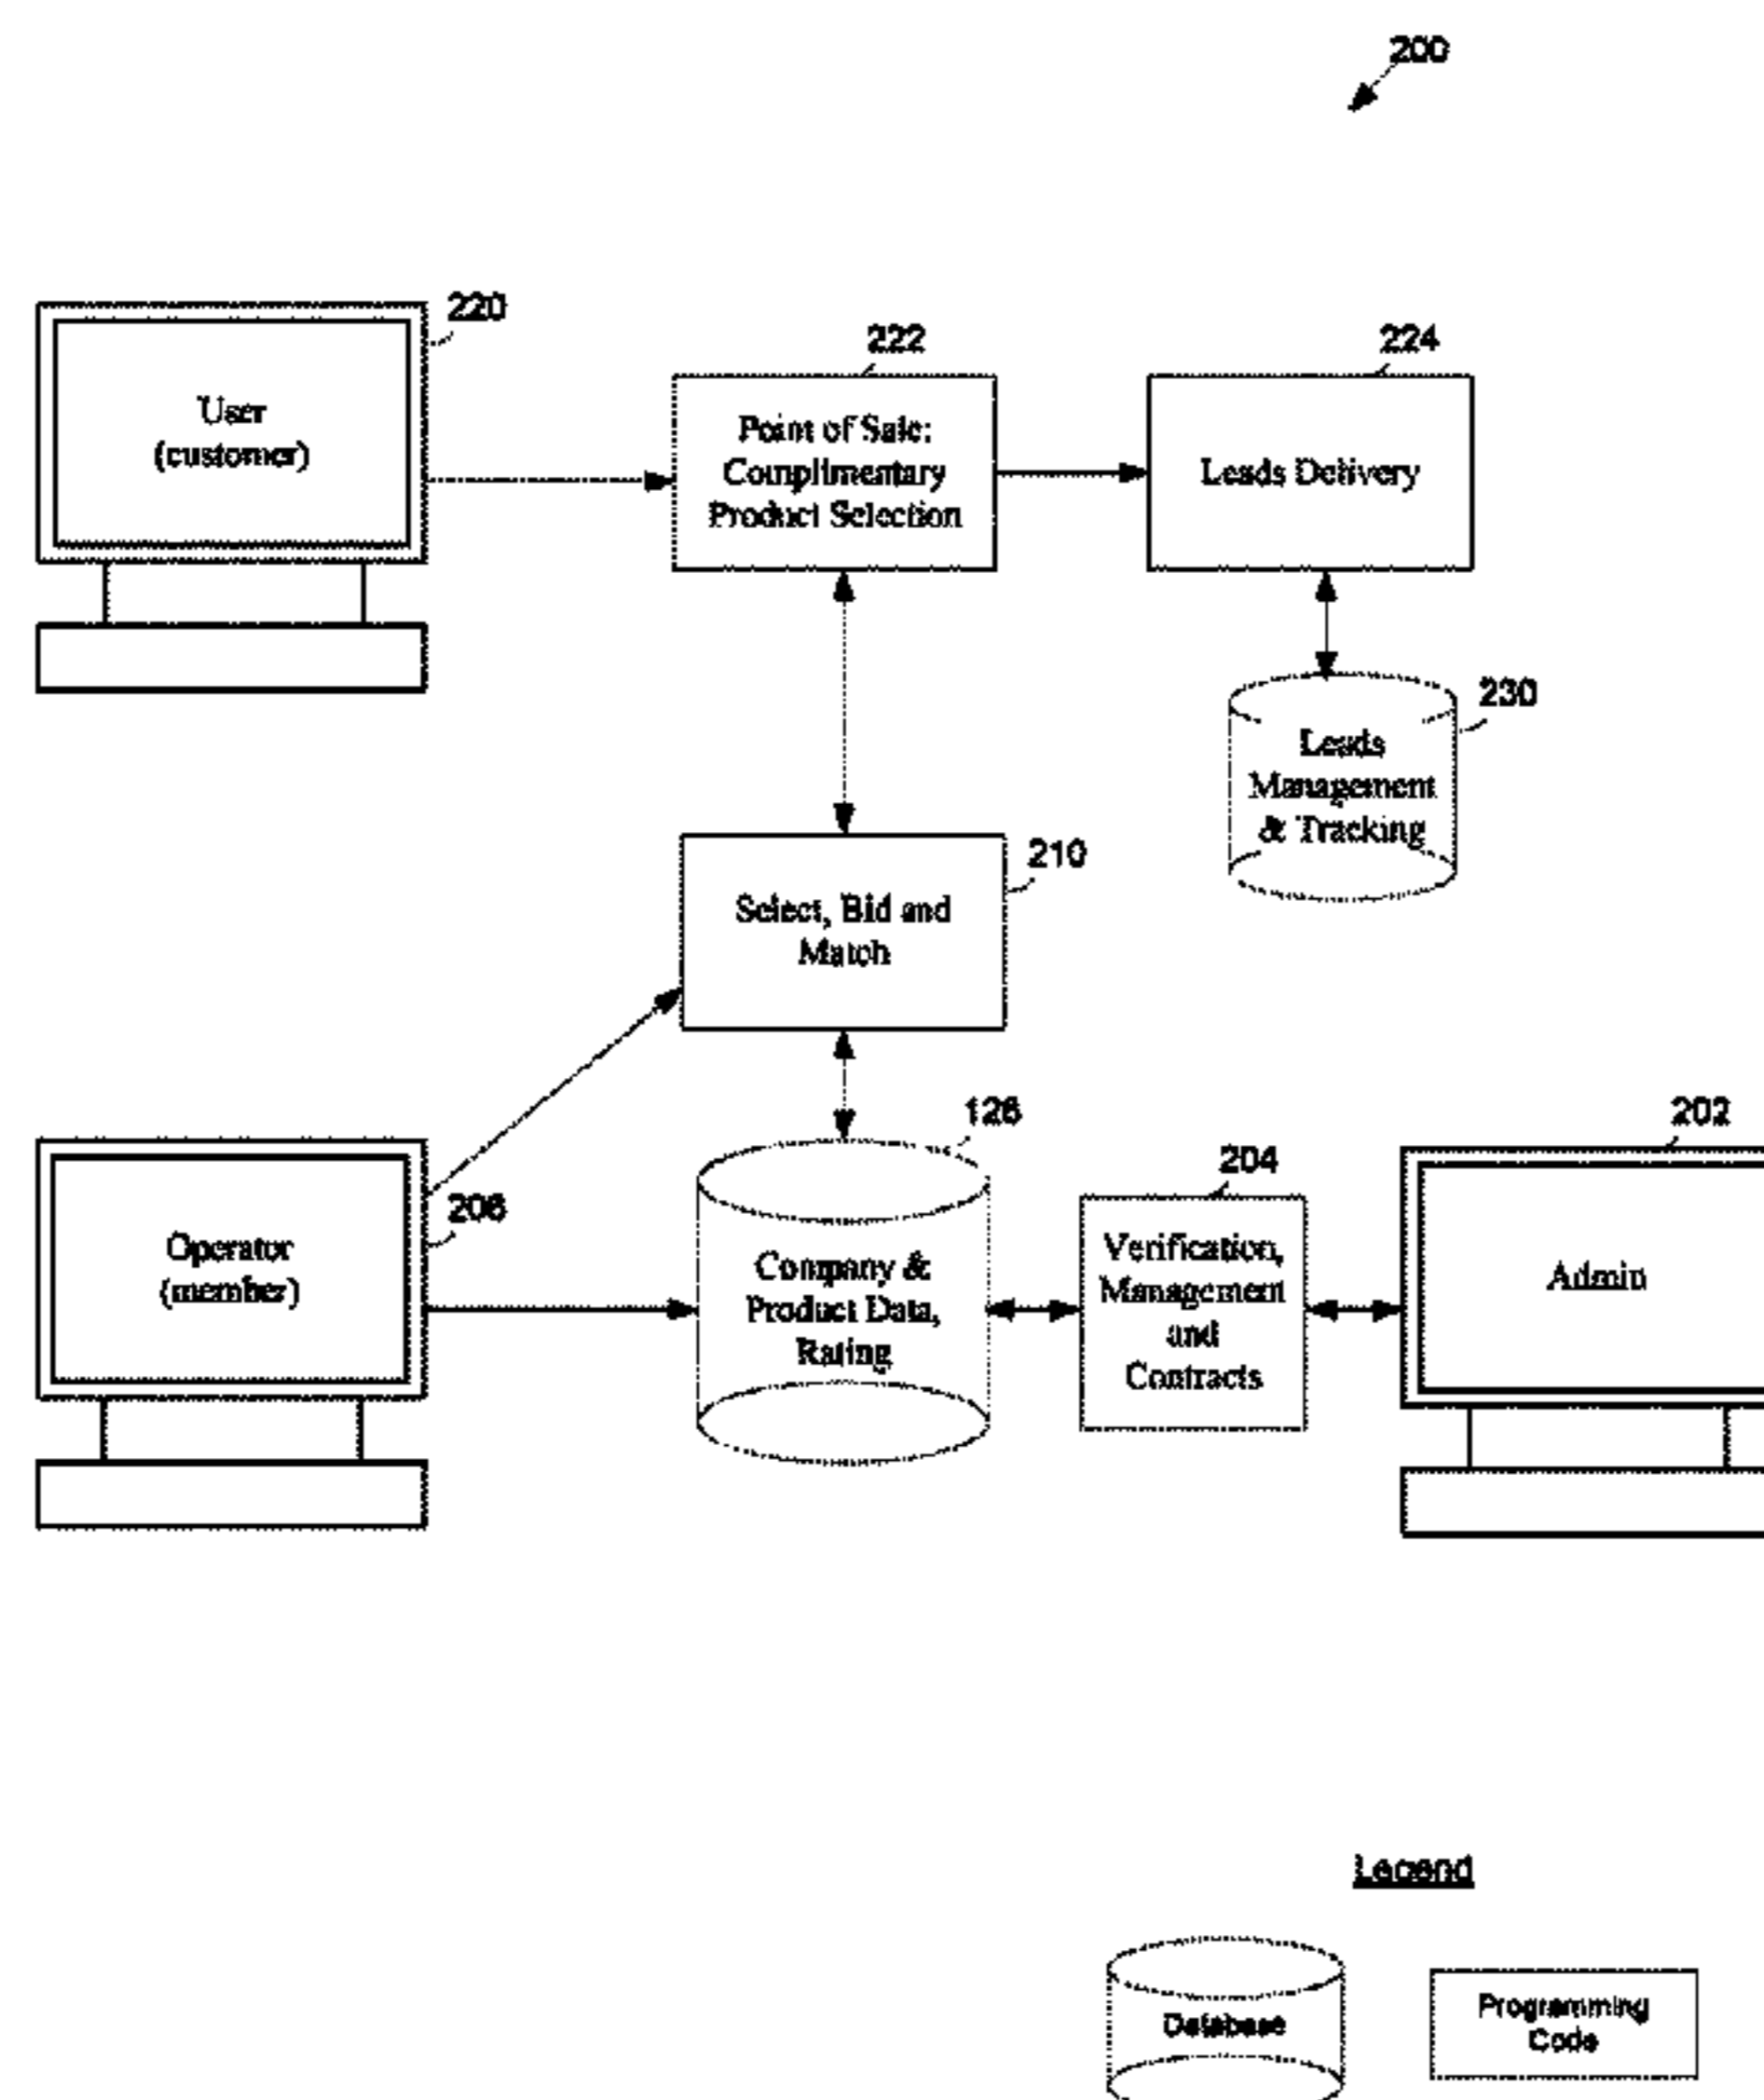 200
220
User
(customer)
222
Point of Sale:
Complimentary
Product Selection
224
Leads Delivery
230
Leads
Management
& Tracking
210
Select, Bid and
Match
126
Company &
Product Data,
Rating
206
Operator
(member)
204
Verification,
Management
and
Contracts
202
Admin
Legend
Database
Programming
Code